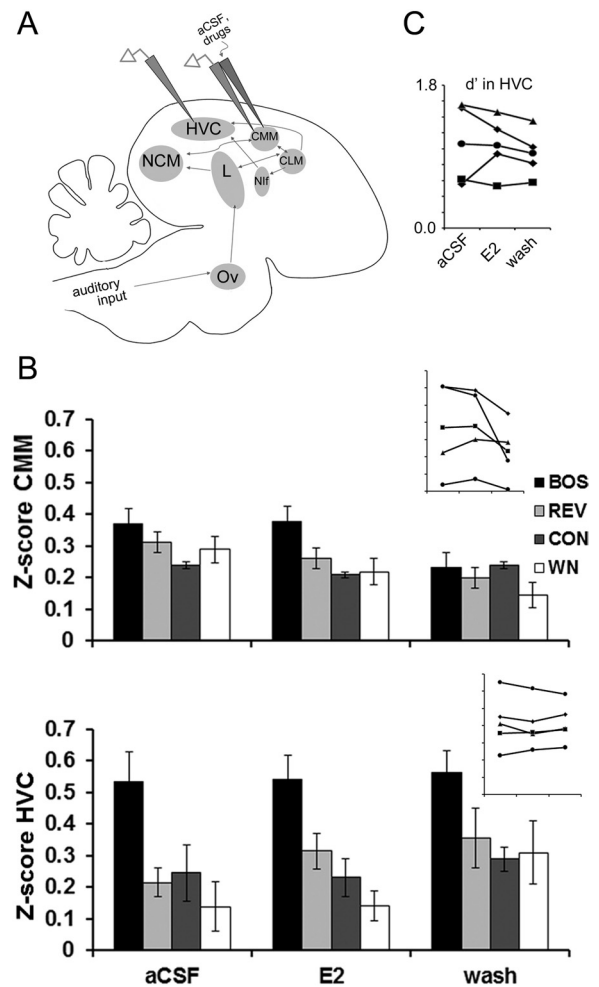 A
aCSF,
drugs
HVC
CMM
NCM
CLM
L
NIf
Ov
auditory
input
C
d' in HVC
1.8
0.0
aCSF
E2
wash
B
Z-score CMM
0.7
0.6
0.5
0.4
0.3
0.2
0.1
0
BOS
REV
CON
WN
Z-score HVC
0.7
0.6
0.5
0.4
0.3
0.2
0.1
0
aCSF
E2
wash